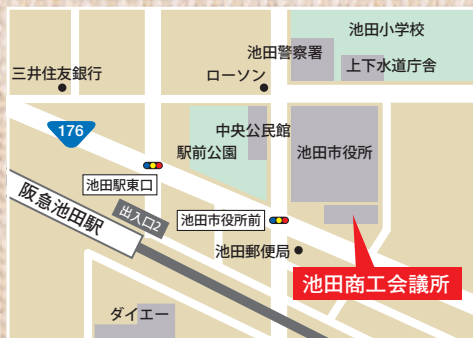 池田小学校
池田警察署
上下水道庁舎
三井住友銀行
ローソン
176
中央公民館
駅前公園
池田市役所
池田駅東口
阪急池田駅
出入口2
池田市役所前
池田郵便局
池田商工会議所
ダイエー